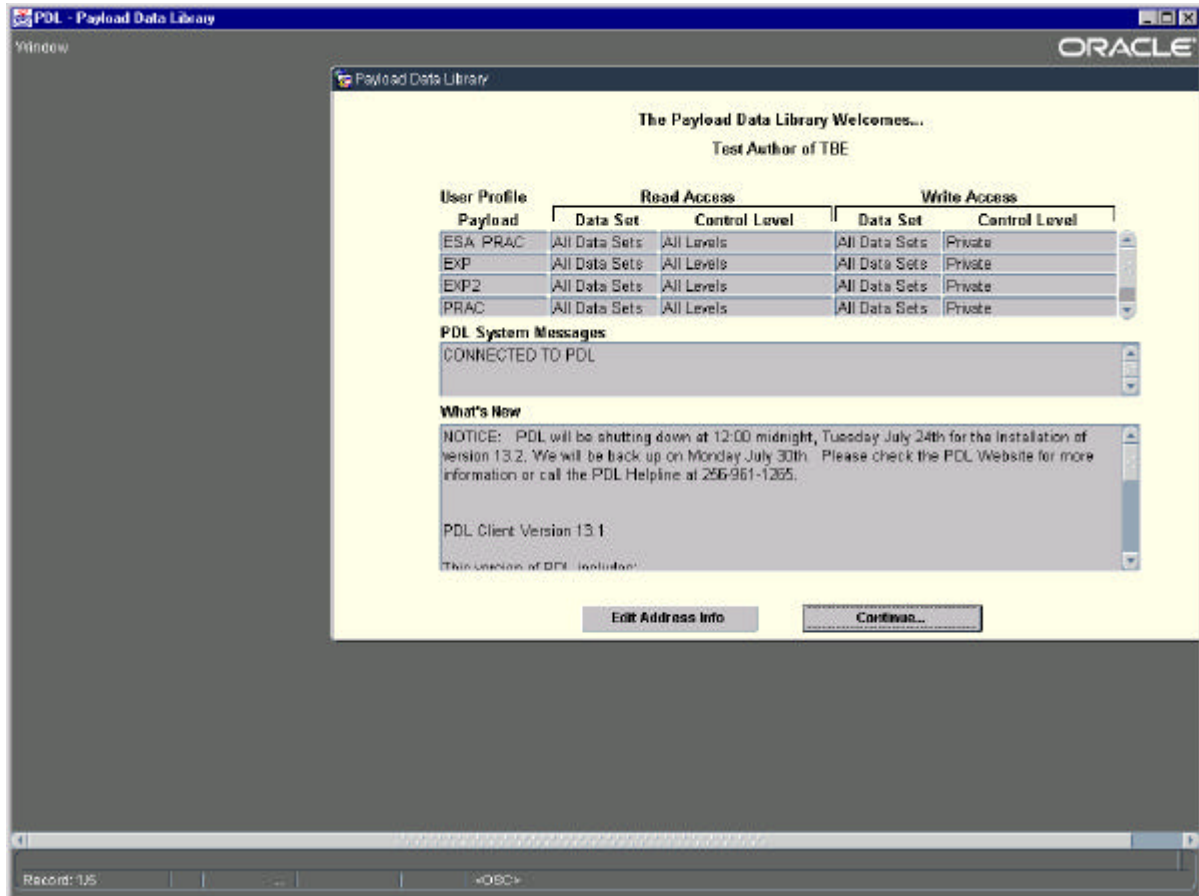 PDL - Payload Data Library
Window
ORACLE
Payload Data Library
The Payload Data Library Welcomes...
Test Author of TBE
User Profile Read Access Write Access
Payload Data Set Control Level Data Set Control Level
ESA PRAC All Data Sets All Levels All Data Sets Private
EXP All Data Sets All Levels All Data Sets Private
EXP2 All Data Sets All Levels All Data Sets Private
PRAC All Data Sets All Levels All Data Sets Private
PDL System Messages
CONNECTED TO PDL
What's New
NOTICE: PDL will be shutting down at 12:00 midnight, Tuesday July 24th for the Installation of
version 13.2. We will be back up on Monday July 30th. Please check the PDL Website for more
information or call the PDL Helpline at 256-961-1265.
PDL Client Version 13.1
This version of PDL includes:
Edit Address Info Continue...
Record: 1/5 ... <OSC>